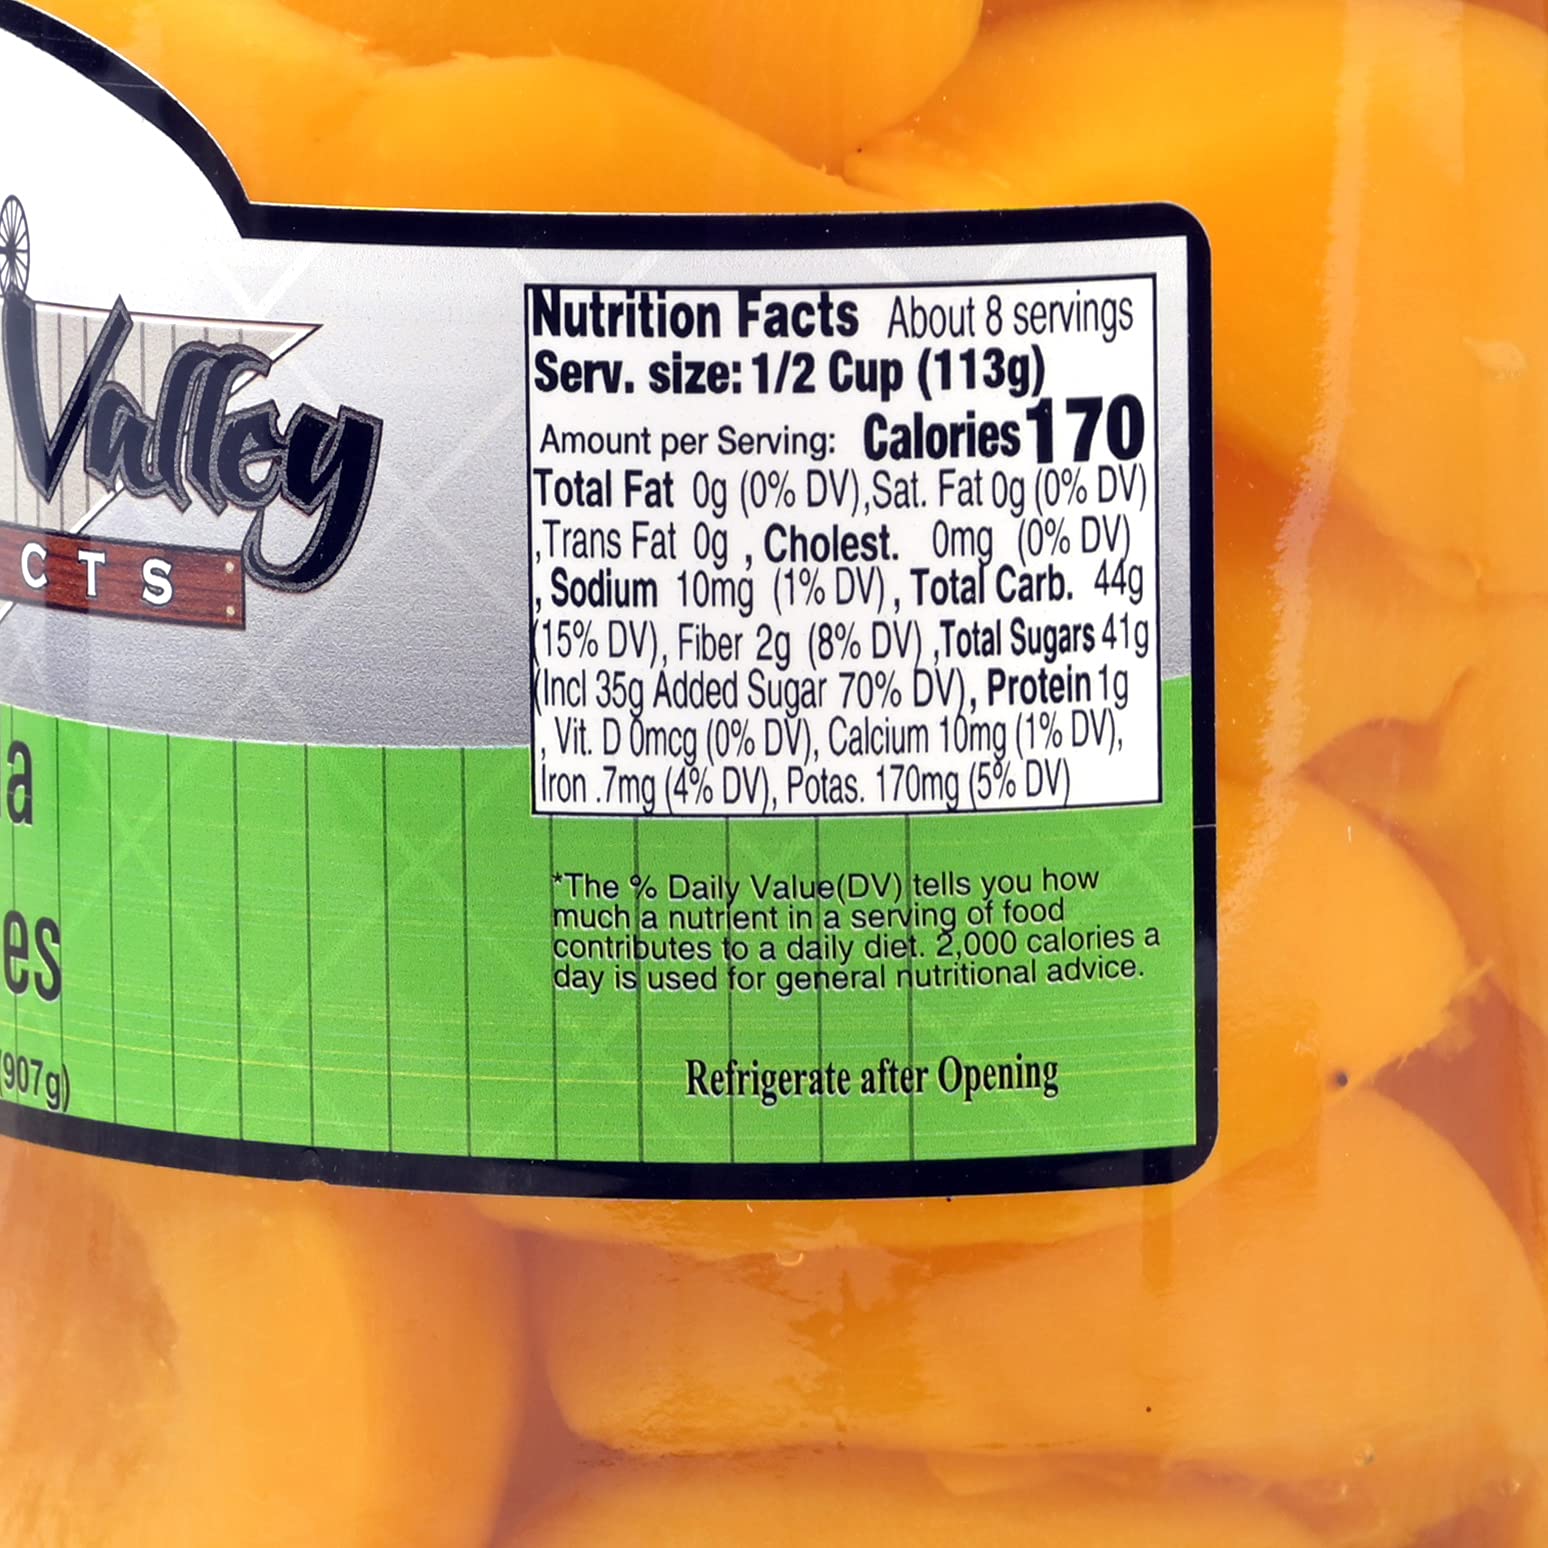 Valley
CTS
a
es
(907g)
Nutrition Facts About 8 servings
Serv. size: 1/2 Cup (113g)
Amount per Serving: Calories 170
Total Fat 0g (0% DV),Sat. Fat 0g (0% DV)
,Trans Fat 0g , Cholest. 0mg (0% DV)
, Sodium 10mg (1% DV), Total Carb. 44g
(15% DV), Fiber 2g (8% DV) ,Total Sugars 41g
(Incl 35g Added Sugar 70% DV), Protein 1g
, Vit. D 0mcg (0% DV), Calcium 10mg (1% DV),
Iron .7mg (4% DV), Potas. 170mg (5% DV)
*The % Daily Value(DV) tells you how
much a nutrient in a serving of food
contributes to a daily diet. 2,000 calories a
day is used for general nutritional advice.
Refrigerate after Opening